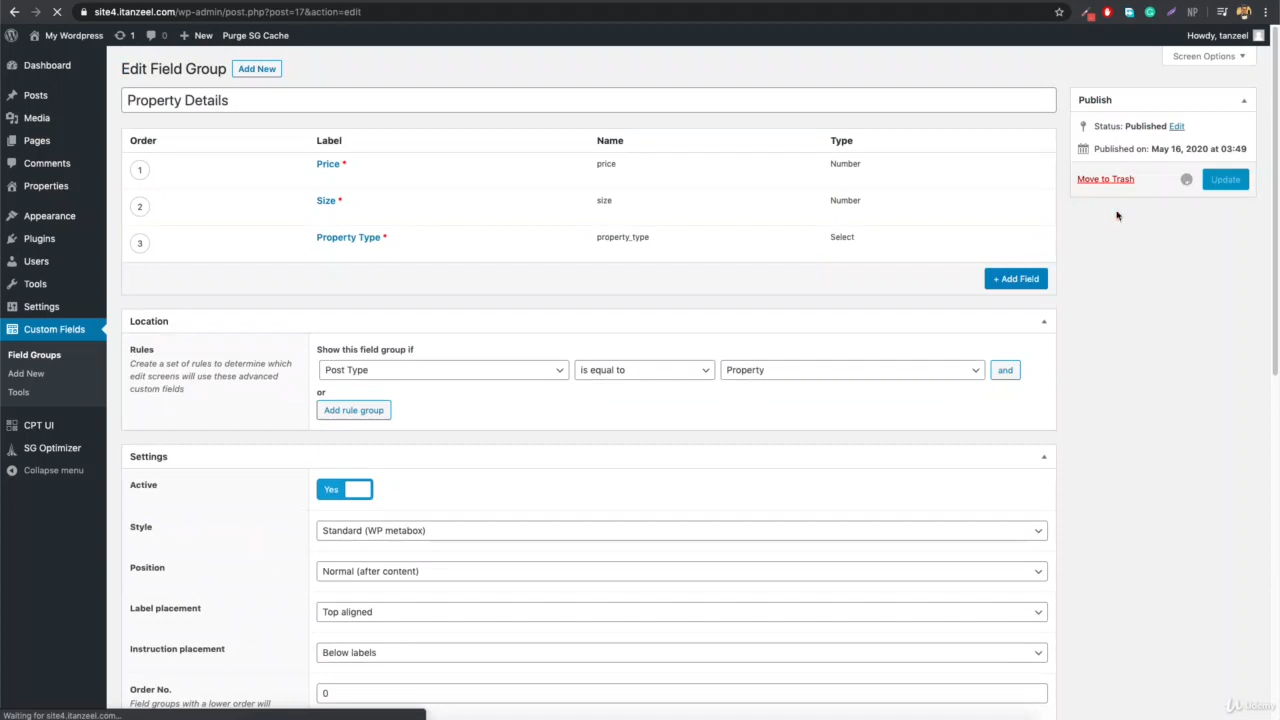 site4.itanzeel.com/wp-admin/post.php?post=17&action=edit
My Wordpress 1 0 New Purge SG Cache Howdy, tanzeel
Screen Options
Dashboard
Posts
Media
Pages
Comments
Properties
Appearance
Plugins
Users
Tools
Settings
Custom Fields
Field Groups
Add New
Tools
CPT UI
SG Optimizer
Collapse menu
Edit Field Group Add New
Property Details
Order Label Name Type
1 Price * price Number
2 Size * size Number
3 Property Type * property_type Select
+ Add Field
Location
Rules
Create a set of rules to determine which
edit screens will use these advanced
custom fields
Show this field group if
Post Type is equal to Property and
or
Add rule group
Settings
Active Yes
Style Standard (WP metabox)
Position Normal (after content)
Label placement Top aligned
Instruction placement Below labels
Order No. 0
Field groups with a lower order will
Publish
Status: Published Edit
Published on: May 16, 2020 at 03:49
Move to Trash Update
Waiting for site4.itanzeel.com...
Udemy